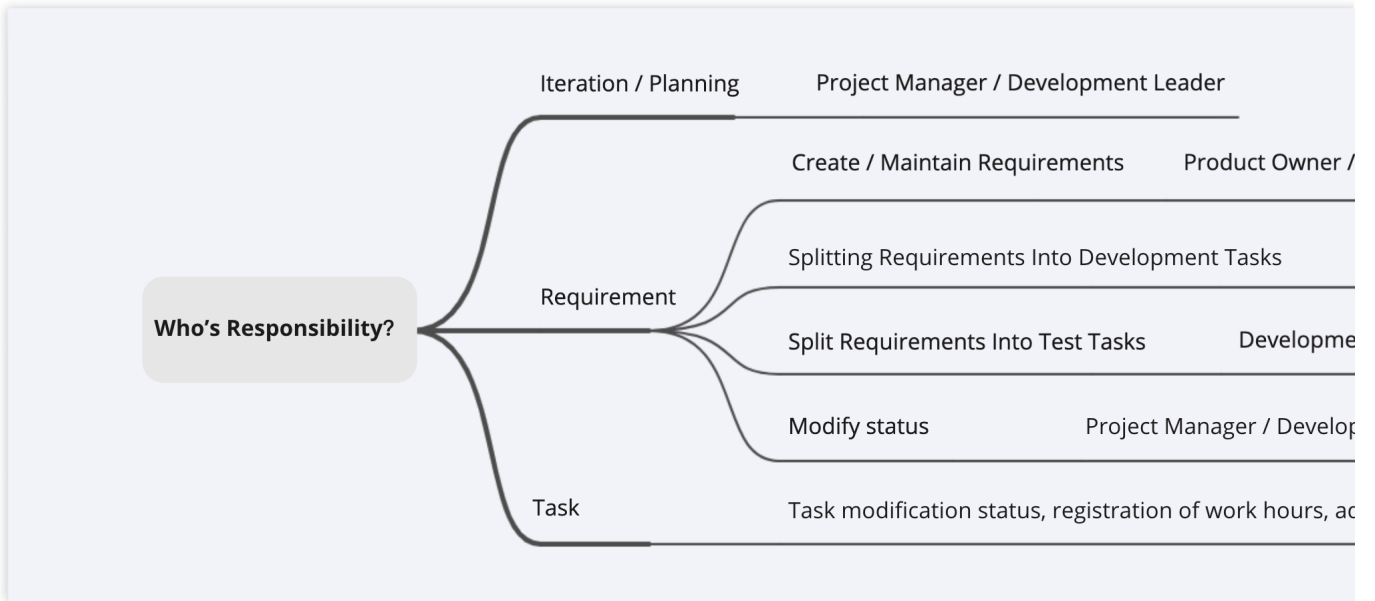 Iteration / Planning
Project Manager / Development Leader
Create / Maintain Requirements
Product Owner /
Splitting Requirements Into Development Tasks
Who’s Responsibility?
Requirement
Split Requirements Into Test Tasks
Modify status
Project Manager /
Task
Task modification status, registration of work hours,